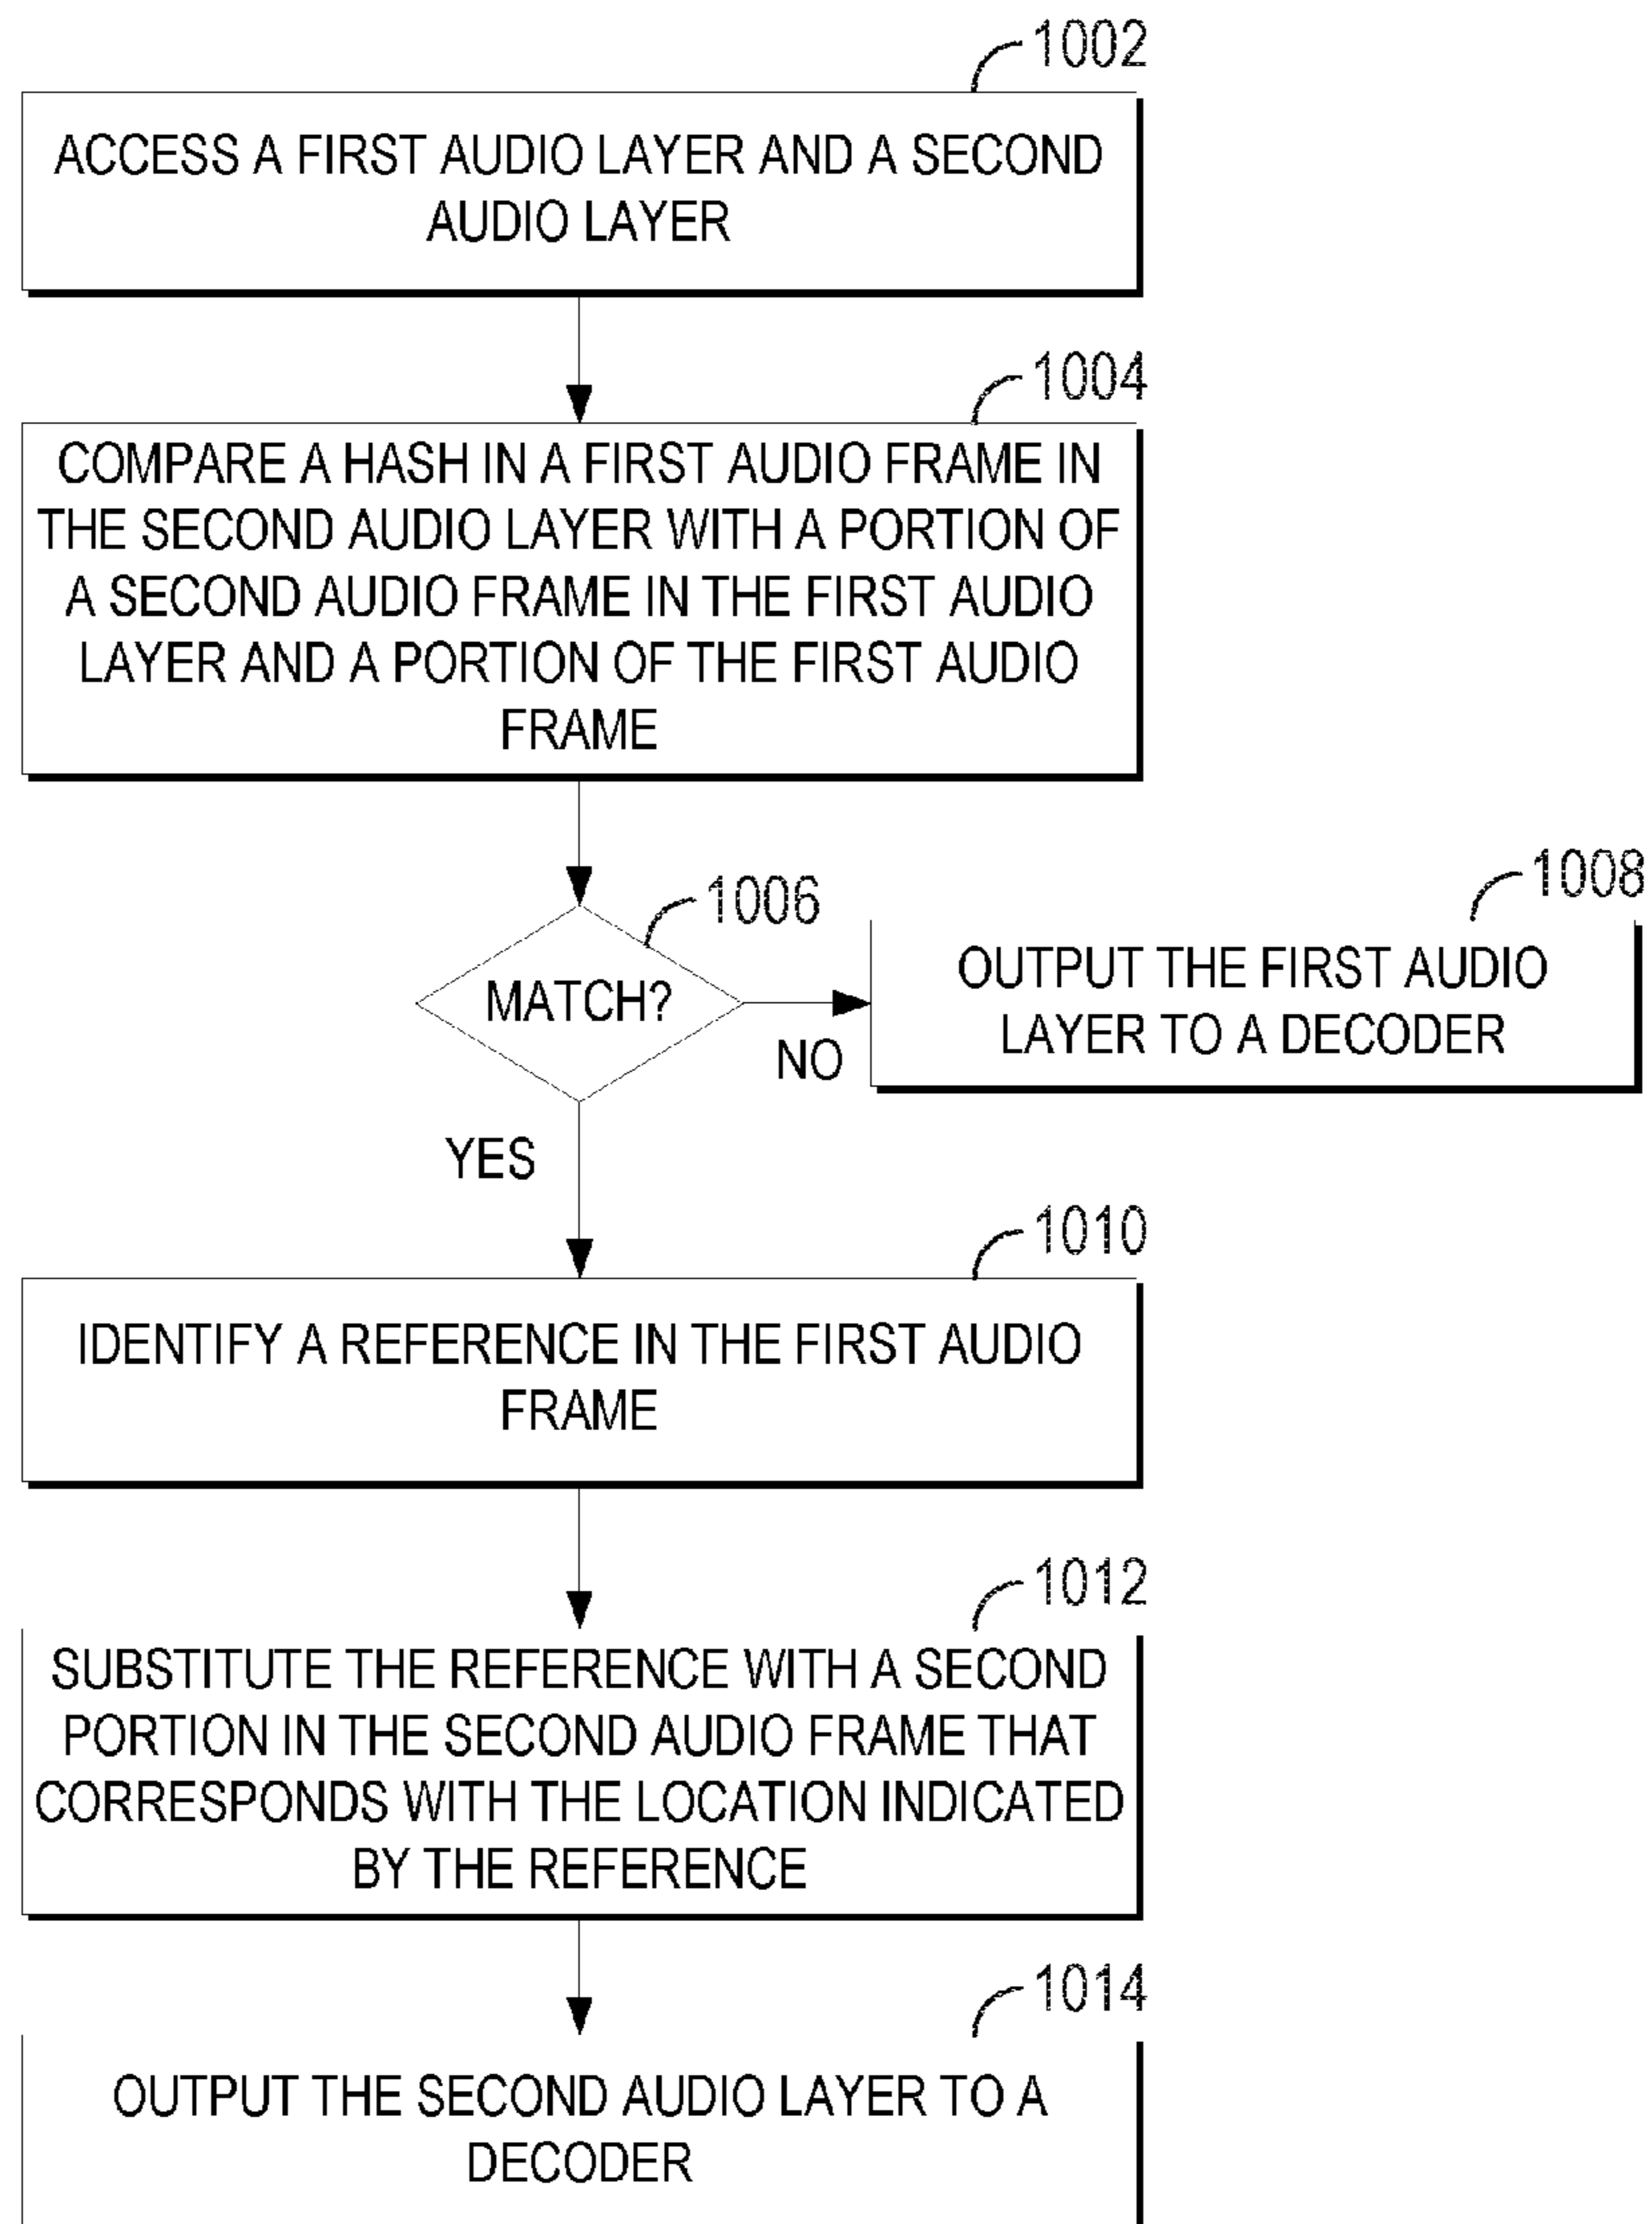 1002
ACCESS A FIRST AUDIO LAYER AND A SECOND
AUDIO LAYER
1004
COMPARE A HASH IN A FIRST AUDIO FRAME IN
THE SECOND AUDIO LAYER WITH A PORTION OF
A SECOND AUDIO FRAME IN THE FIRST AUDIO
LAYER AND A PORTION OF THE FIRST AUDIO
FRAME
1006
MATCH?
NO
1008
OUTPUT THE FIRST AUDIO
LAYER TO A DECODER
YES
1010
IDENTIFY A REFERENCE IN THE FIRST AUDIO
FRAME
1012
SUBSTITUTE THE REFERENCE WITH A SECOND
PORTION IN THE SECOND AUDIO FRAME THAT
CORRESPONDS WITH THE LOCATION INDICATED
BY THE REFERENCE
1014
OUTPUT THE SECOND AUDIO LAYER TO A
DECODER